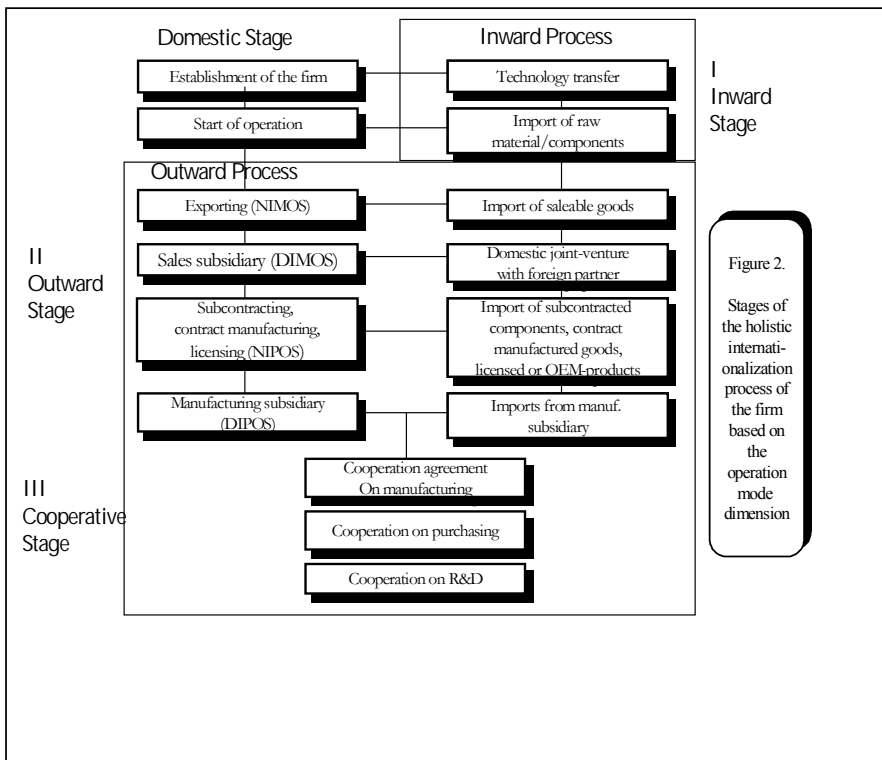 Domestic Stage
Inward Process
Establishment of the firm
Technology transfer
I
Inward
Stage
Start of operation
Import of raw
material/components
Outward Process
Exporting (NIMOS)
Import of saleable goods
II
Outward
Stage
Sales subsidiary (DIMOS)
Domestic joint-venture
with foreign partner
Subcontracting,
contract manufacturing,
licensing (NIPOS)
Import of subcontracted
components, contract
manufactured goods,
licensed or OEM-products
Manufacturing subsidiary
(DIPOS)
Imports from manuf.
subsidiary
III
Cooperative
Stage
Cooperation agreement
On manufacturing
Cooperation on purchasing
Cooperation on R&D
Figure 2.
Stages of
the holistic
internati-
onalization
process of
the firm
based on
the
operation
mode
dimension